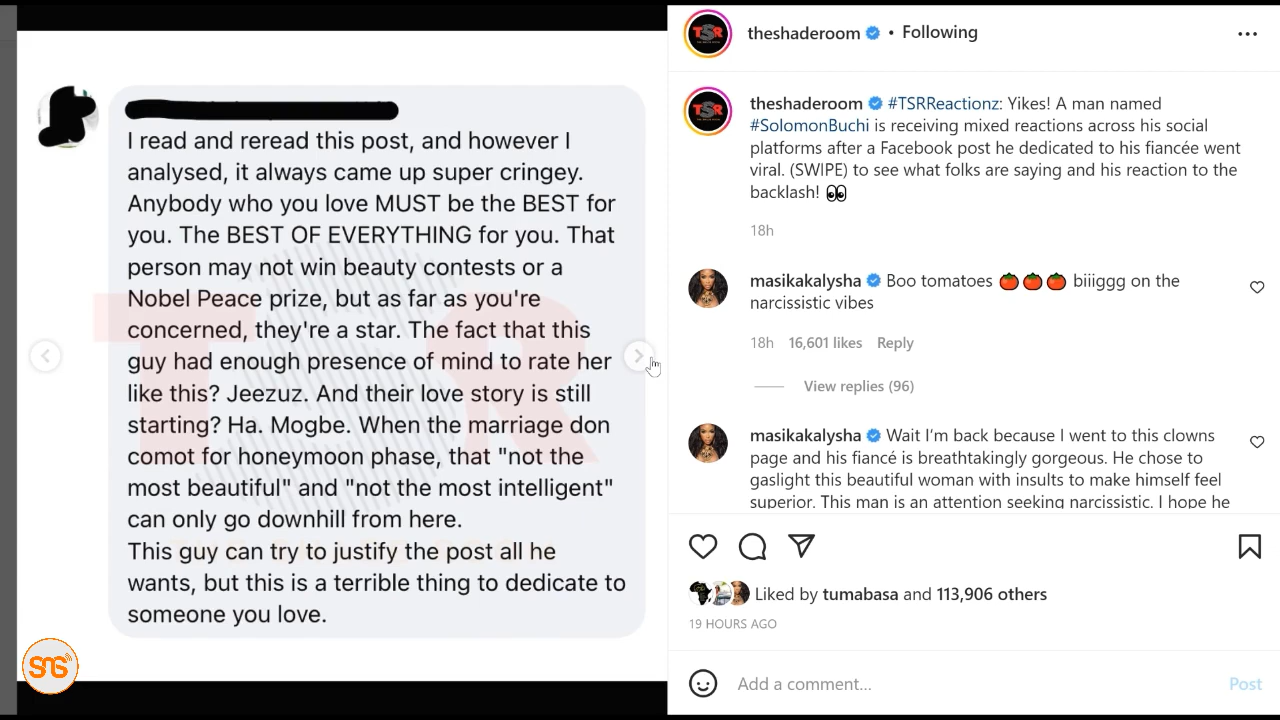 I read and reread this post, and however I
analysed, it always came up super cringey.
Anybody who you love MUST be the BEST for
you. The BEST OF EVERYTHING for you. That
person may not win beauty contests or a
Nobel Peace prize, but as far as you're
concerned, they're a star. The fact that this
guy had enough presence of mind to rate her
like this? Jeezuz. And their love story is still
starting? Ha. Mogbe. When the marriage don
comot for honeymoon phase, that "not the
most beautiful" and "not the most intelligent"
can only go downhill from here.
This guy can try to justify the post all he
wants, but this is a terrible thing to dedicate to
someone you love.
TSR
SNS
TSR
theshaderoom • Following
TSR
theshaderoom #TSRReactionz: Yikes! A man named
#SolomonBuchi is receiving mixed reactions across his social
platforms after a Facebook post he dedicated to his fiancée went
viral. (SWIPE) to see what folks are saying and his reaction to the
backlash! 👀
18h
masikakalysha Boo tomatoes 🍅🍅🍅 biiiggg on the
narcissistic vibes
18h 16,601 likes Reply
View replies (96)
masikakalysha Wait I'm back because I went to this clowns
page and his fiancé is breathtakingly gorgeous. He chose to
gaslight this beautiful woman with insults to make himself feel
superior. This man is an attention seeking narcissistic. I hope he
Liked by tumabasa and 113,906 others
19 HOURS AGO
Add a comment...
Post